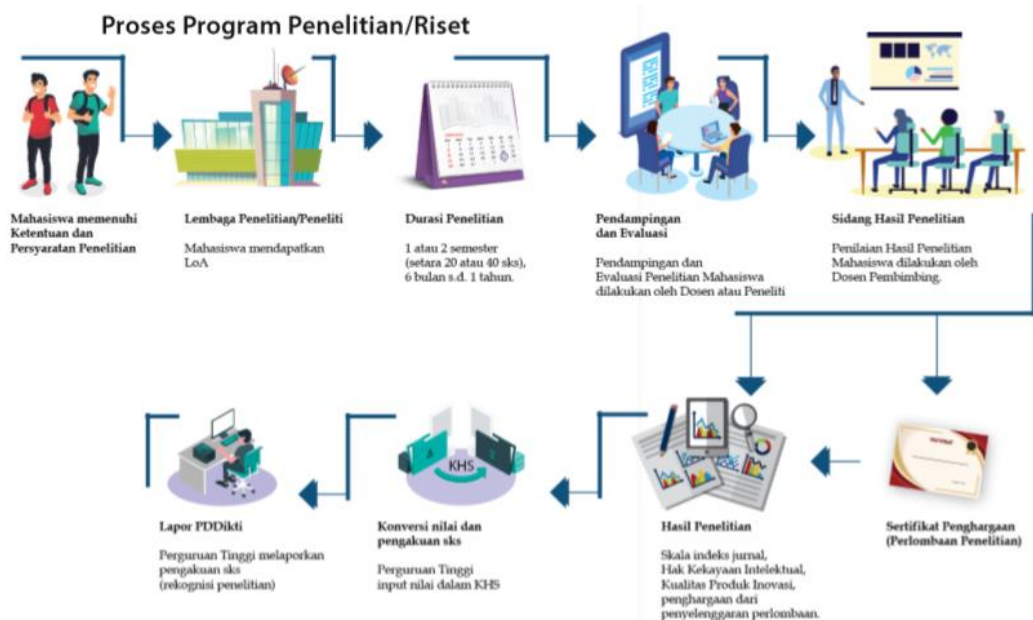 Proses Program Penelitian/Riset
Mahasiswa memenuhi
Ketentuan dan
Persyaratan Penelitian
Lembaga Penelitian/Peneliti
Mahasiswa mendapatkan
LoA
Durasi Penelitian
1 atau 2 semester
(setara 20 atau 40 sks),
6 bulan s.d. 1 tahun.
Pendampingan
dan Evaluasi
Pendampingan dan
Evaluasi Penelitian Mahasiswa
dilakukan oleh Dosen atau Peneliti
Sidang Hasil Penelitian
Penilaian Hasil Penelitian
Mahasiswa dilakukan oleh
Dosen Pembimbing.
KHS
Lapor PDDikti
Perguruan Tinggi melaporkan
pengakuan sks
(rekognisi penelitian)
Konversi nilai dan
pengakuan sks
Perguruan Tinggi
input nilai dalam KHS
Hasil Penelitian
Skala indeks jurnal,
Hak Kekayaan Intelektual,
Kualitas Produk Inovasi,
penghargaan dari
penyelenggaran perlombaan.
Sertifikat Penghargaan
(Perlombaan Penelitian)